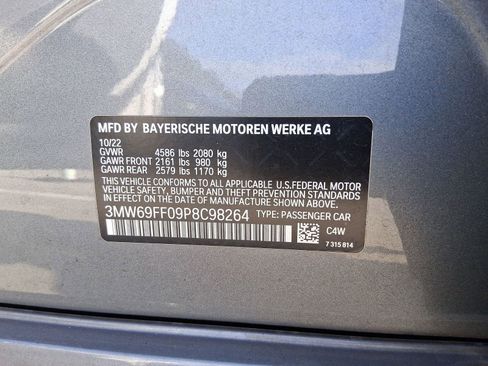 MFD BY BAYERISCHE MOTOREN WERKE AG
10/22
GVWR 4586 lbs 2080 kg
GAWR FRONT 2161 lbs 980 kg
GAWR REAR 2579 lbs 1170 kg
THIS VEHICLE CONFORMS TO ALL APPLICABLE U.S.FEDERAL MOTOR
VEHICLE SAFETY, BUMPER AND THEFT PREVENTION STANDARDS
IN EFFECT ON THE DATE OF MANUFACTURE SHOWN ABOVE.
3MW69FF09P8C98264 TYPE: PASSENGER CAR
C4W
7 315 814